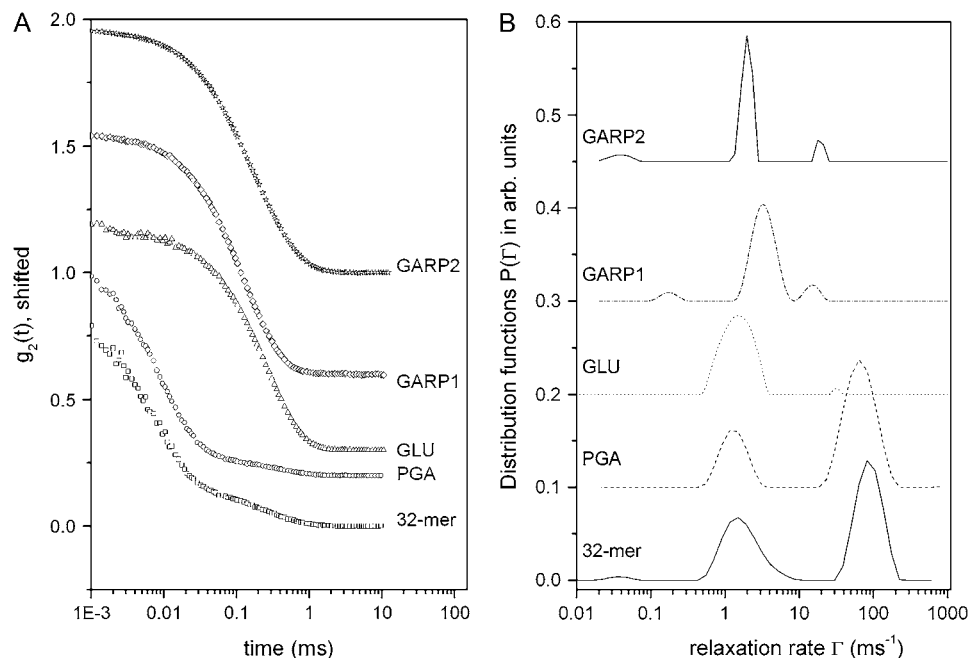 A
2.0
1.5
1.0
0.5
0.0
g₂(t), shifted
GARP2
GARP1
GLU
PGA
32-mer
1E-3
0.01
0.1
1
10
100
time (ms)
B
0.6
0.5
0.4
0.3
0.2
0.1
0.0
Distribution functions P(Γ) in arb. units
GARP2
GARP1
GLU
PGA
32-mer
0.01
0.1
1
10
100
1000
relaxation rate Γ (ms⁻¹)